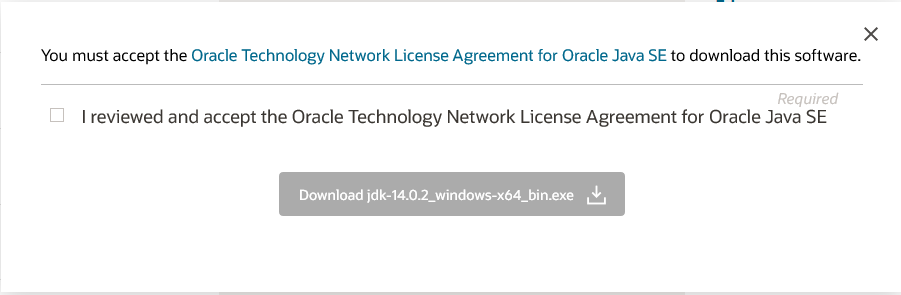 You must accept the Oracle Technology Network License Agreement for Oracle Java SE to download this software.
Required
I reviewed and accept the Oracle Technology Network License Agreement for Oracle Java SE
Download jdk-14.0.2_windows-x64_bin.exe